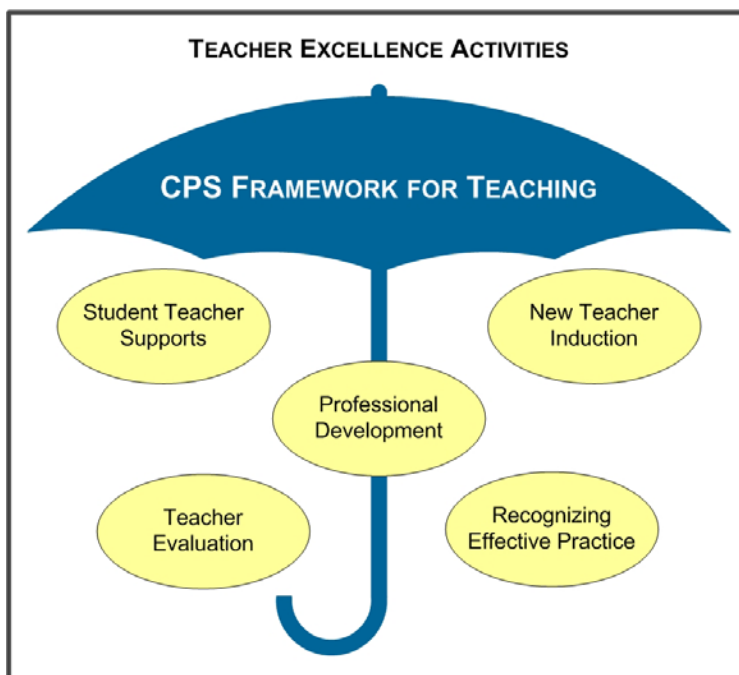 TEACHER EXCELLENCE ACTIVITIES
CPS FRAMEWORK FOR TEACHING
Student Teacher
Supports
New Teacher
Induction
Professional
Development
Teacher
Evaluation
Recognizing
Effective Practice